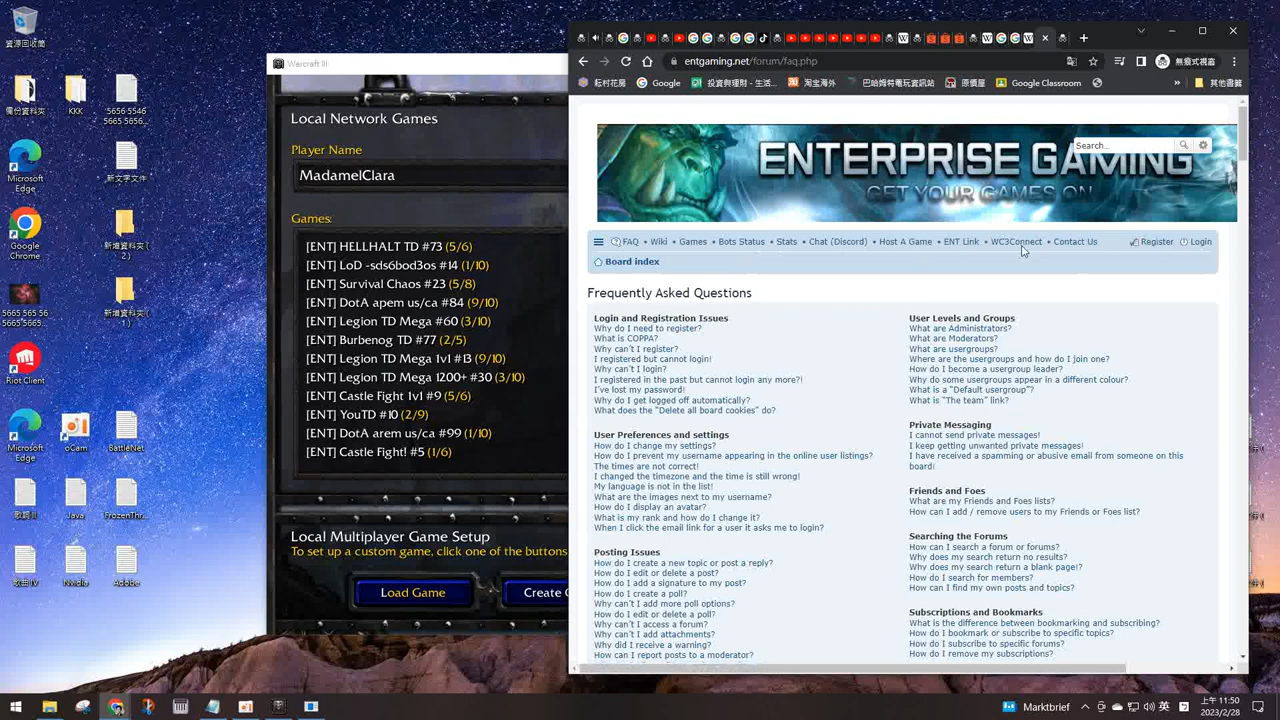 資源回收筒
備份資夾
KKK
5656 5546
5665 5656...
Microsoft
Edge
_新文字文件
Google
Chrome
新增資料夾
(2)
565 5656 56
5665 5665...
新增資料夾
(1)
Riot Client
Microsoft
Edge
oCam
BattleNet
歌詞II
Java
FrozenThr...
收留II
NVidie
Adobe
Warcraft III
Local Network Games
Player Name
MadamelClara
Games:
[ENT] HELLHALT TD #73 (5/6)
[ENT] LoD -sds6bod3os #14 (1/10)
[ENT] Survival Chaos #23 (5/8)
[ENT] DotA apem us/ca #84 (9/10)
[ENT] Legion TD Mega #60 (3/10)
[ENT] Burbenog TD #77 (2/5)
[ENT] Legion TD Mega 1v1 #13 (9/10)
[ENT] Legion TD Mega 1200+ #30 (3/10)
[ENT] Castle Fight 1v1 #9 (5/6)
[ENT] YouTD #10 (2/9)
[ENT] DotA arem us/ca #99 (1/10)
[ENT] Castle Fight! #5 (1/6)
Local Multiplayer Game Setup
To set up a custom game, click one of the buttons
Load Game
Create
entgaming.net/forum/faq.php
Google
投資與理財 - 生活...
淘宝海外
巴哈姆特電玩資訊站
原價屋
Google Classroom
其他書籤
ENTERPRISE GAMING
GET YOUR GAMES ON
Search...
FAQ • Wiki • Games • Bots Status • Stats • Chat (Discord) • Host A Game • ENT Link • WC3Connect • Contact Us
Register
Login
Board index
Frequently Asked Questions
Login and Registration Issues
Why do I need to register?
What is COPPA?
Why can't I register?
I registered but cannot login!
Why can't I login?
I registered in the past but cannot login any more?!
I've lost my password!
Why do I get logged off automatically?
What does the "Delete all board cookies" do?
User Preferences and settings
How do I change my settings?
How do I prevent my username appearing in the online user listings?
The times are not correct!
I changed the timezone and the time is still wrong!
My language is not in the list!
What are the images next to my username?
How do I display an avatar?
What is my rank and how do I change it?
When I click the email link for a user it asks me to login?
Posting Issues
How do I create a new topic or post a reply?
How do I edit or delete a post?
How do I add a signature to my post?
How do I create a poll?
Why can't I add more poll options?
How do I edit or delete a poll?
Why can't I access a forum?
Why can't I add attachments?
Why did I receive a warning?
How can I report posts to a moderator?
User Levels and Groups
What are Administrators?
What are Moderators?
What are usergroups?
Where are the usergroups and how do I join one?
How do I become a usergroup leader?
Why do some usergroups appear in a different colour?
What is a "Default usergroup"?
What is "The team" link?
Private Messaging
I cannot send private messages!
I keep getting unwanted private messages!
I have received a spamming or abusive email from someone on this
board!
Friends and Foes
What are my Friends and Foes lists?
How can I add / remove users to my Friends or Foes list?
Searching the Forums
How can I search a forum or forums?
Why does my search return no results?
Why does my search return a blank page!?
How do I search for members?
How can I find my own posts and topics?
Subscriptions and Bookmarks
What is the difference between bookmarking and subscribing?
How do I bookmark or subscribe to specific topics?
How do I subscribe to specific forums?
How do I remove my subscriptions?
Marktbrief
英
上午 11:50
2023/2/28